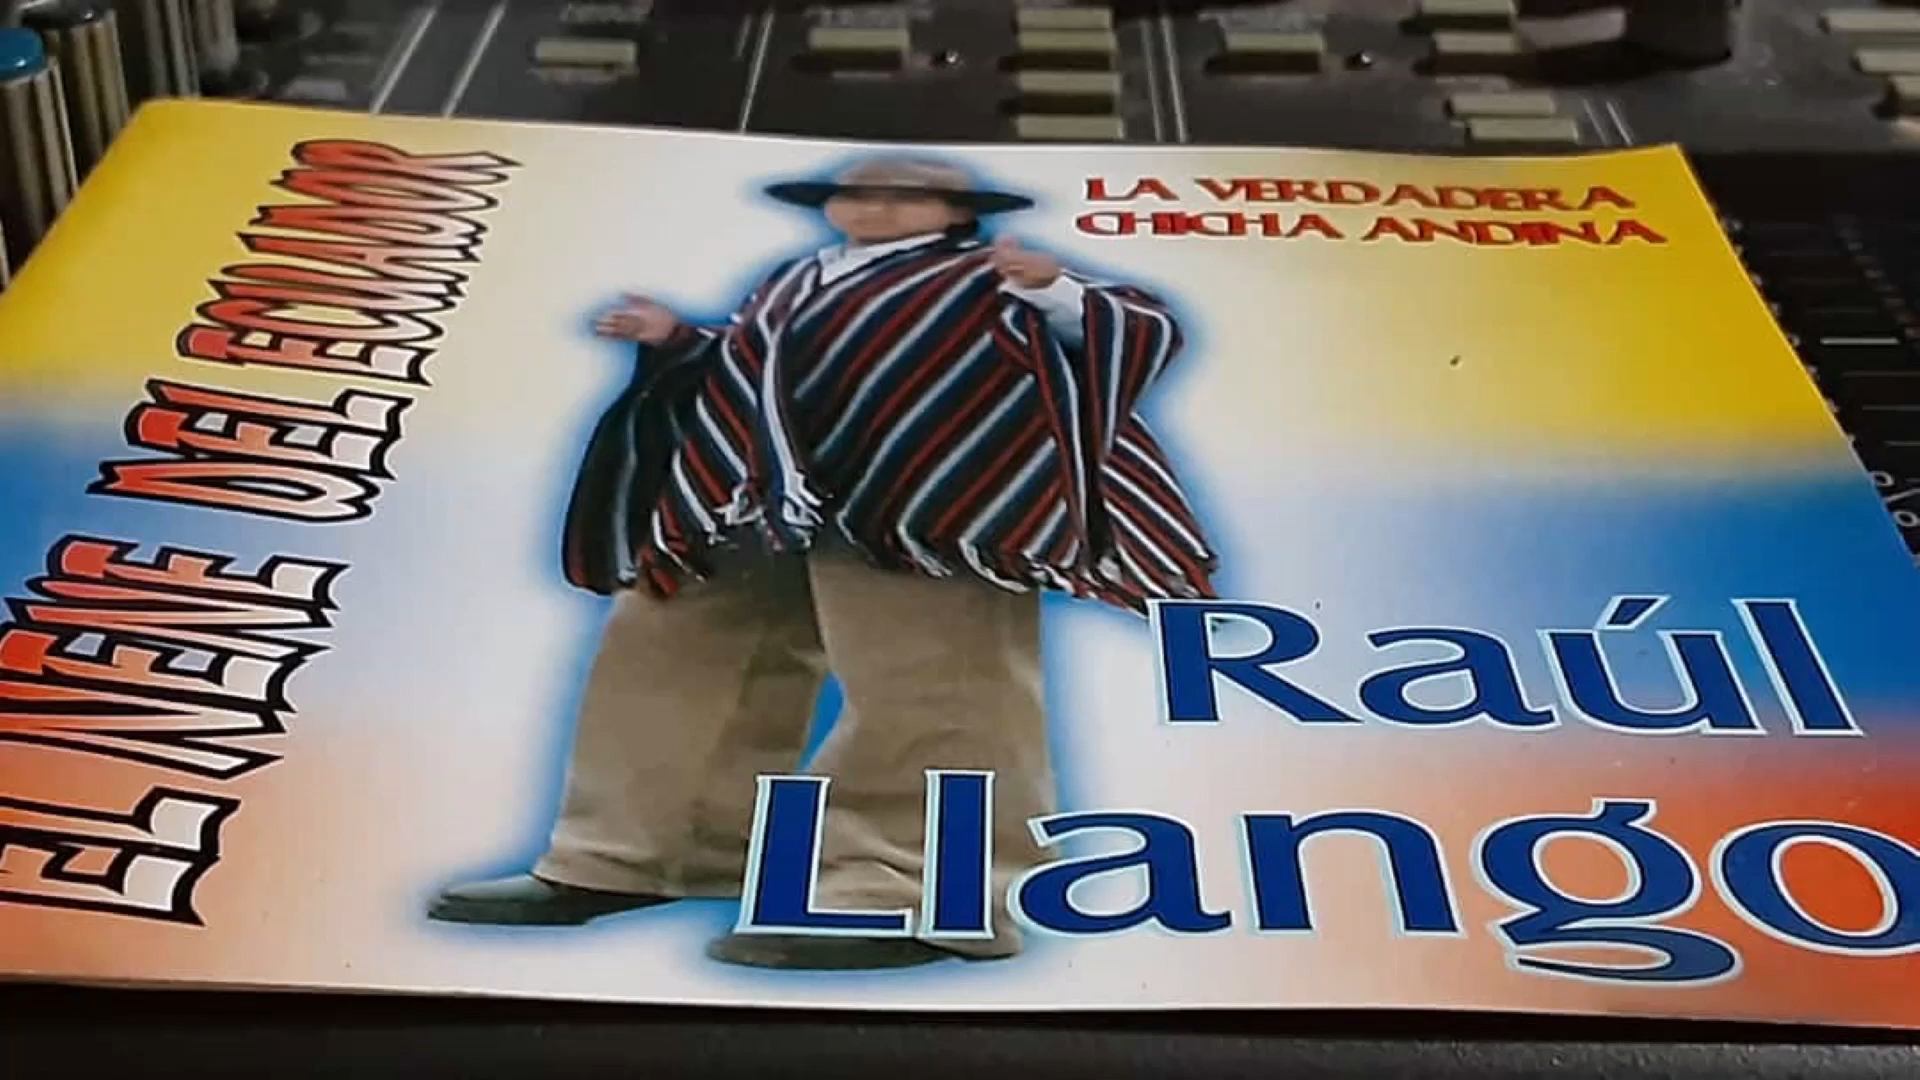 EL NENE DEL ECUADOR
LA VERDADERA
CHICHA ANDINA
Raúl
Llango